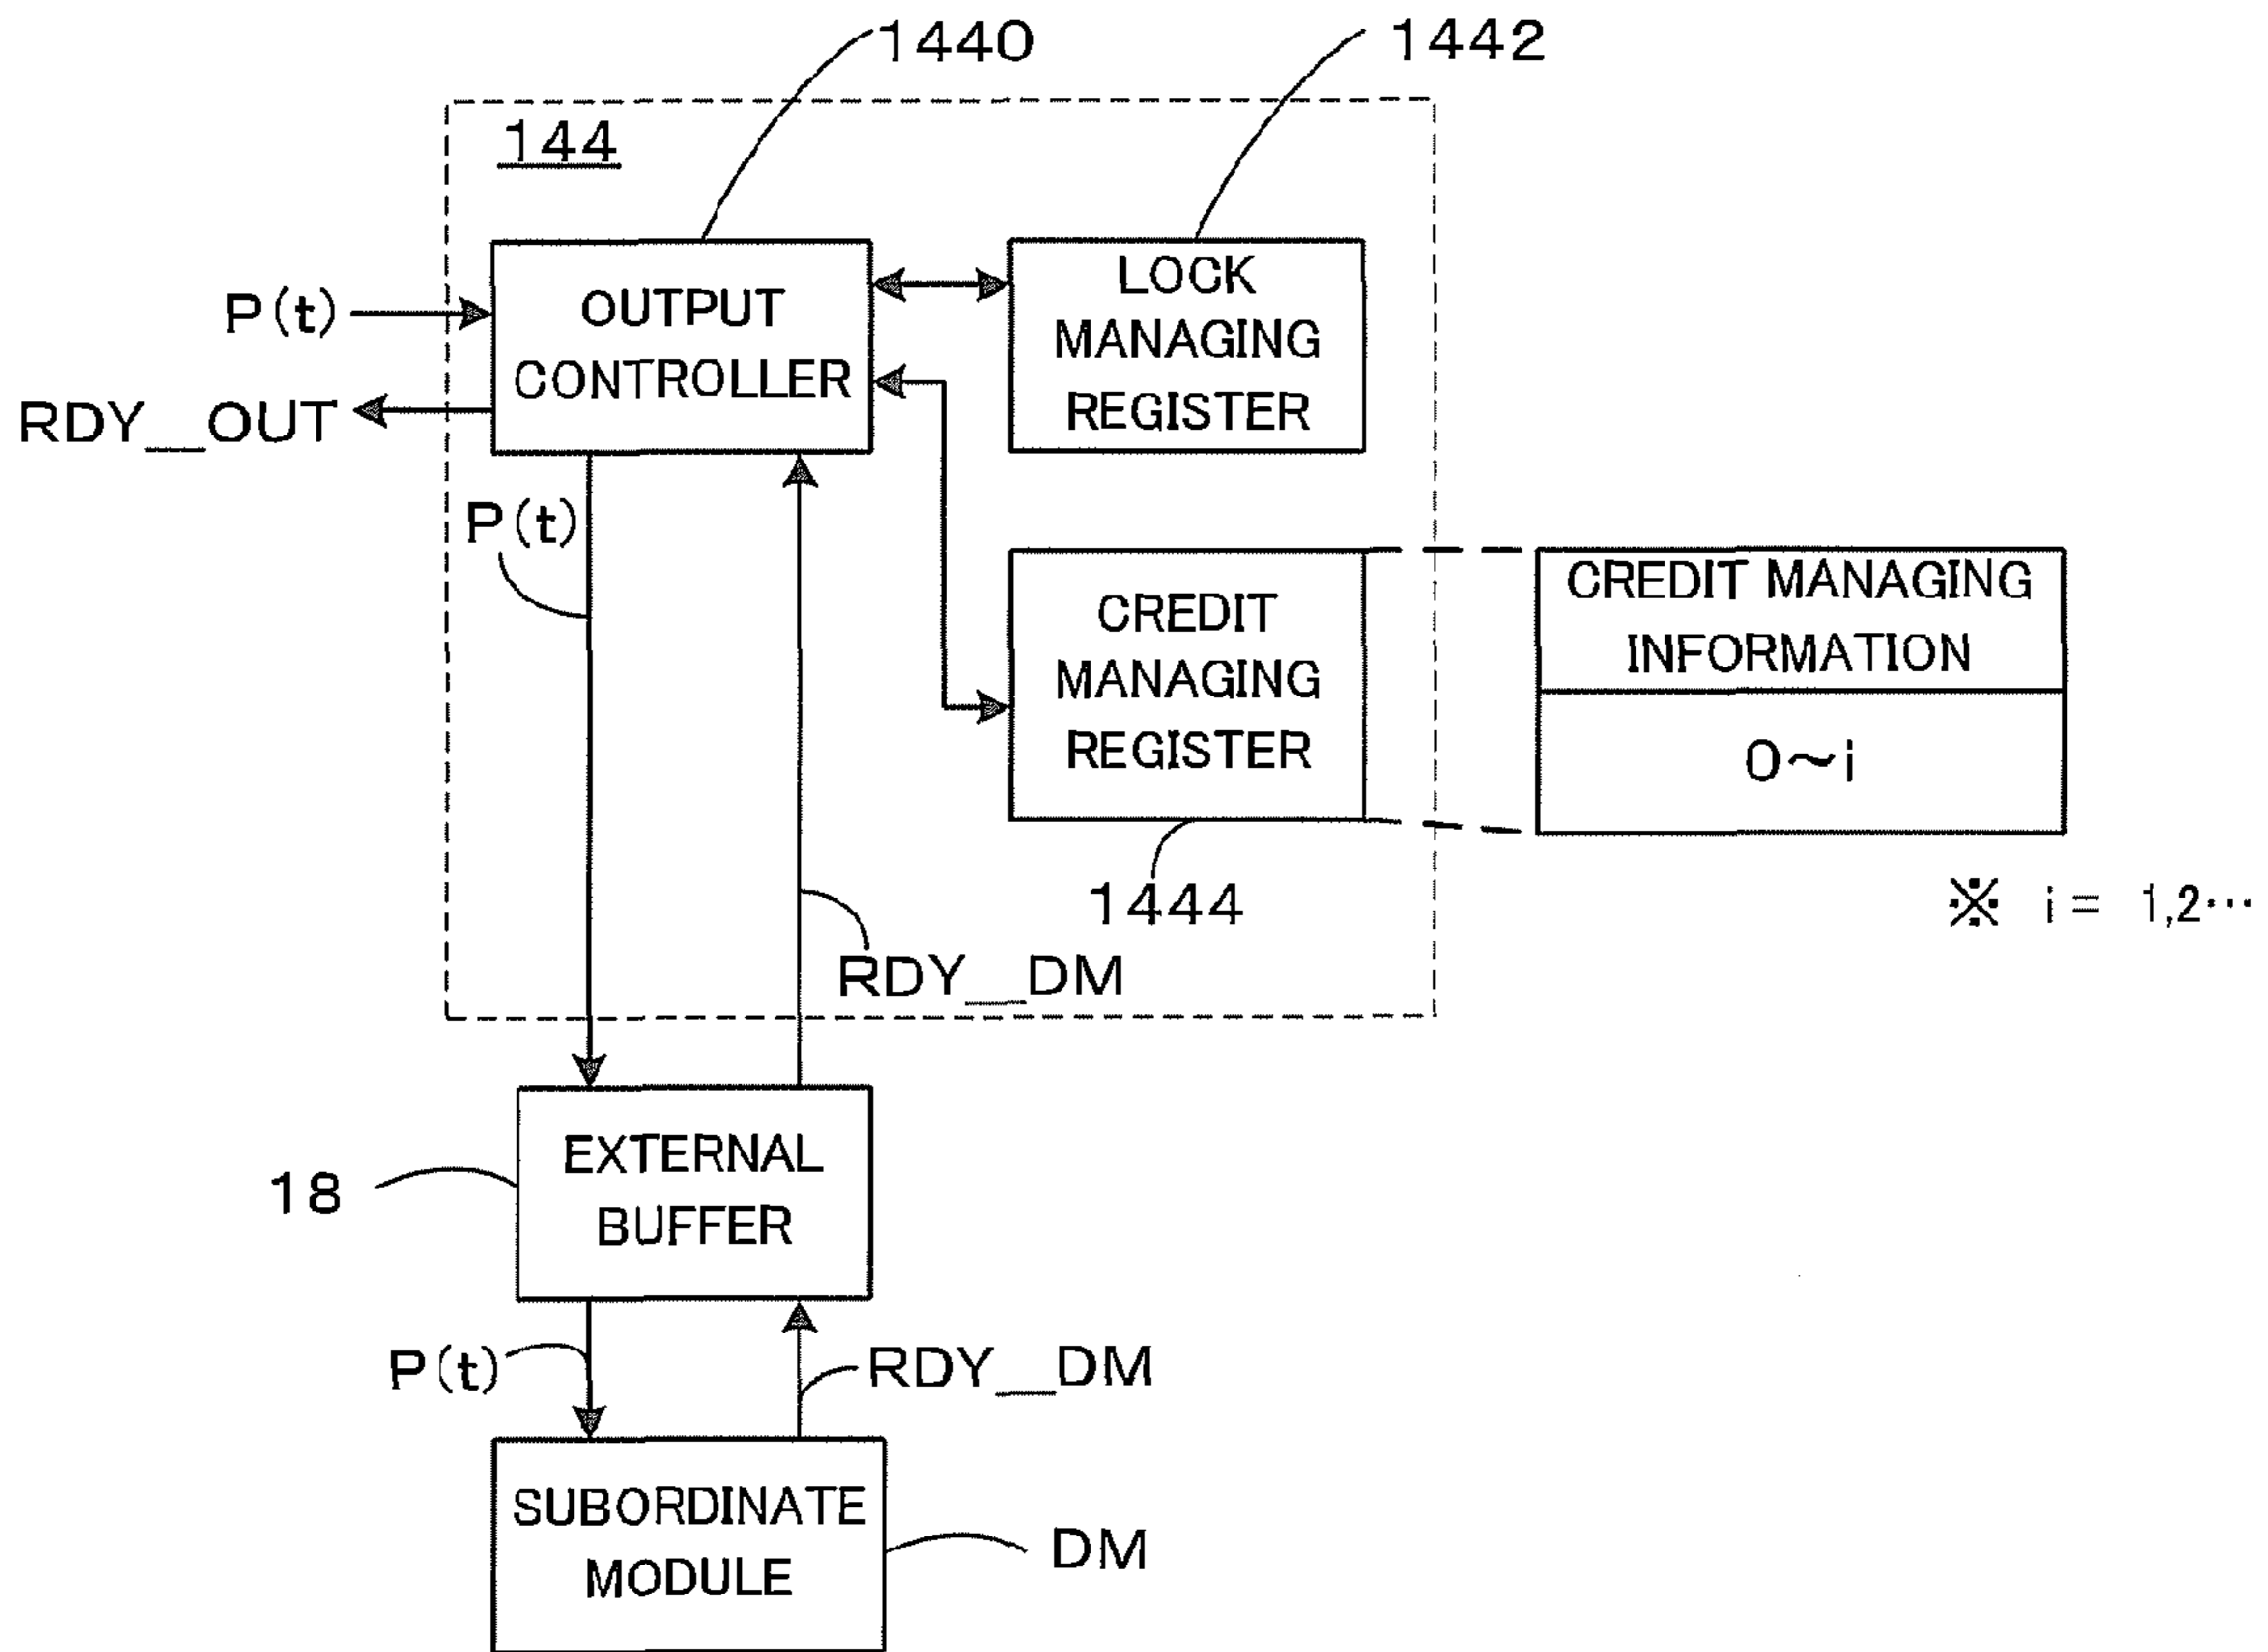 1440
1442
144
P(t)
OUTPUT
CONTROLLER
LOCK
MANAGING
REGISTER
RDY__OUT
P(t)
CREDIT
MANAGING
REGISTER
CREDIT MANAGING
INFORMATION
0~i
1444
※ i = 1,2…
RDY__DM
EXTERNAL
BUFFER
18
P(t)
RDY__DM
SUBORDINATE
MODULE
DM